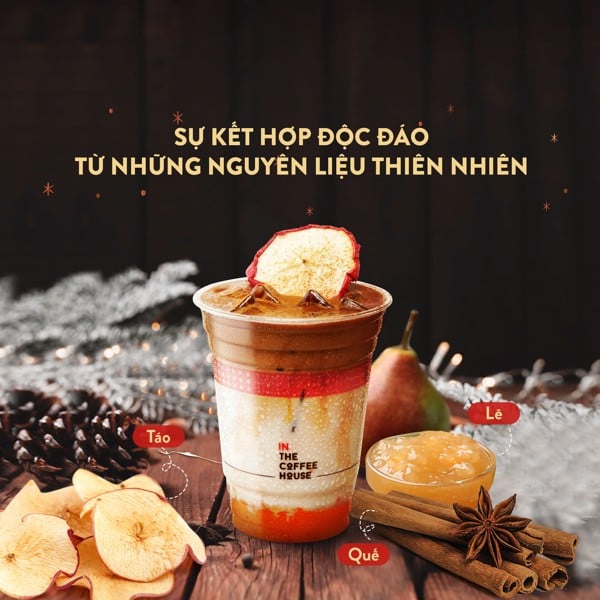 SỰ KẾT HỢP ĐỘC ĐÁO
TỪ NHỮNG NGUYÊN LIỆU THIÊN NHIÊN
Lê
Táo
IN
THE
COFFEE
HOUSE
Quế